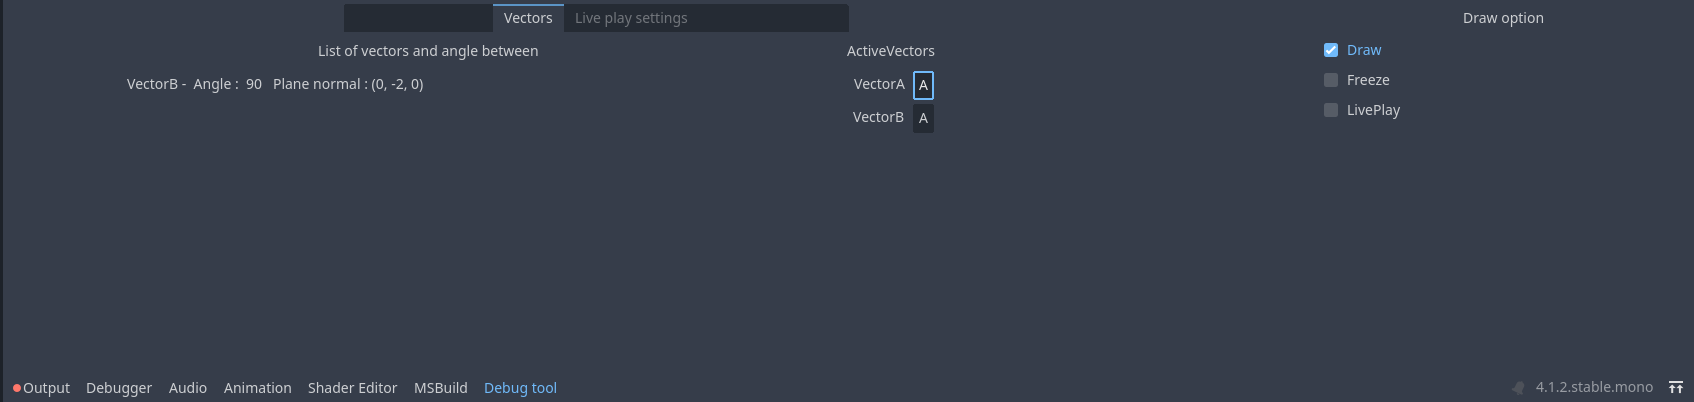 Vectors Live play settings Draw option
List of vectors and angle between ActiveVectors Draw
VectorB - Angle : 90 Plane normal : (0, -2, 0) VectorA A Freeze
VectorB A LivePlay
Output Debugger Audio Animation Shader Editor MSBuild Debug tool 4.1.2.stable.mono